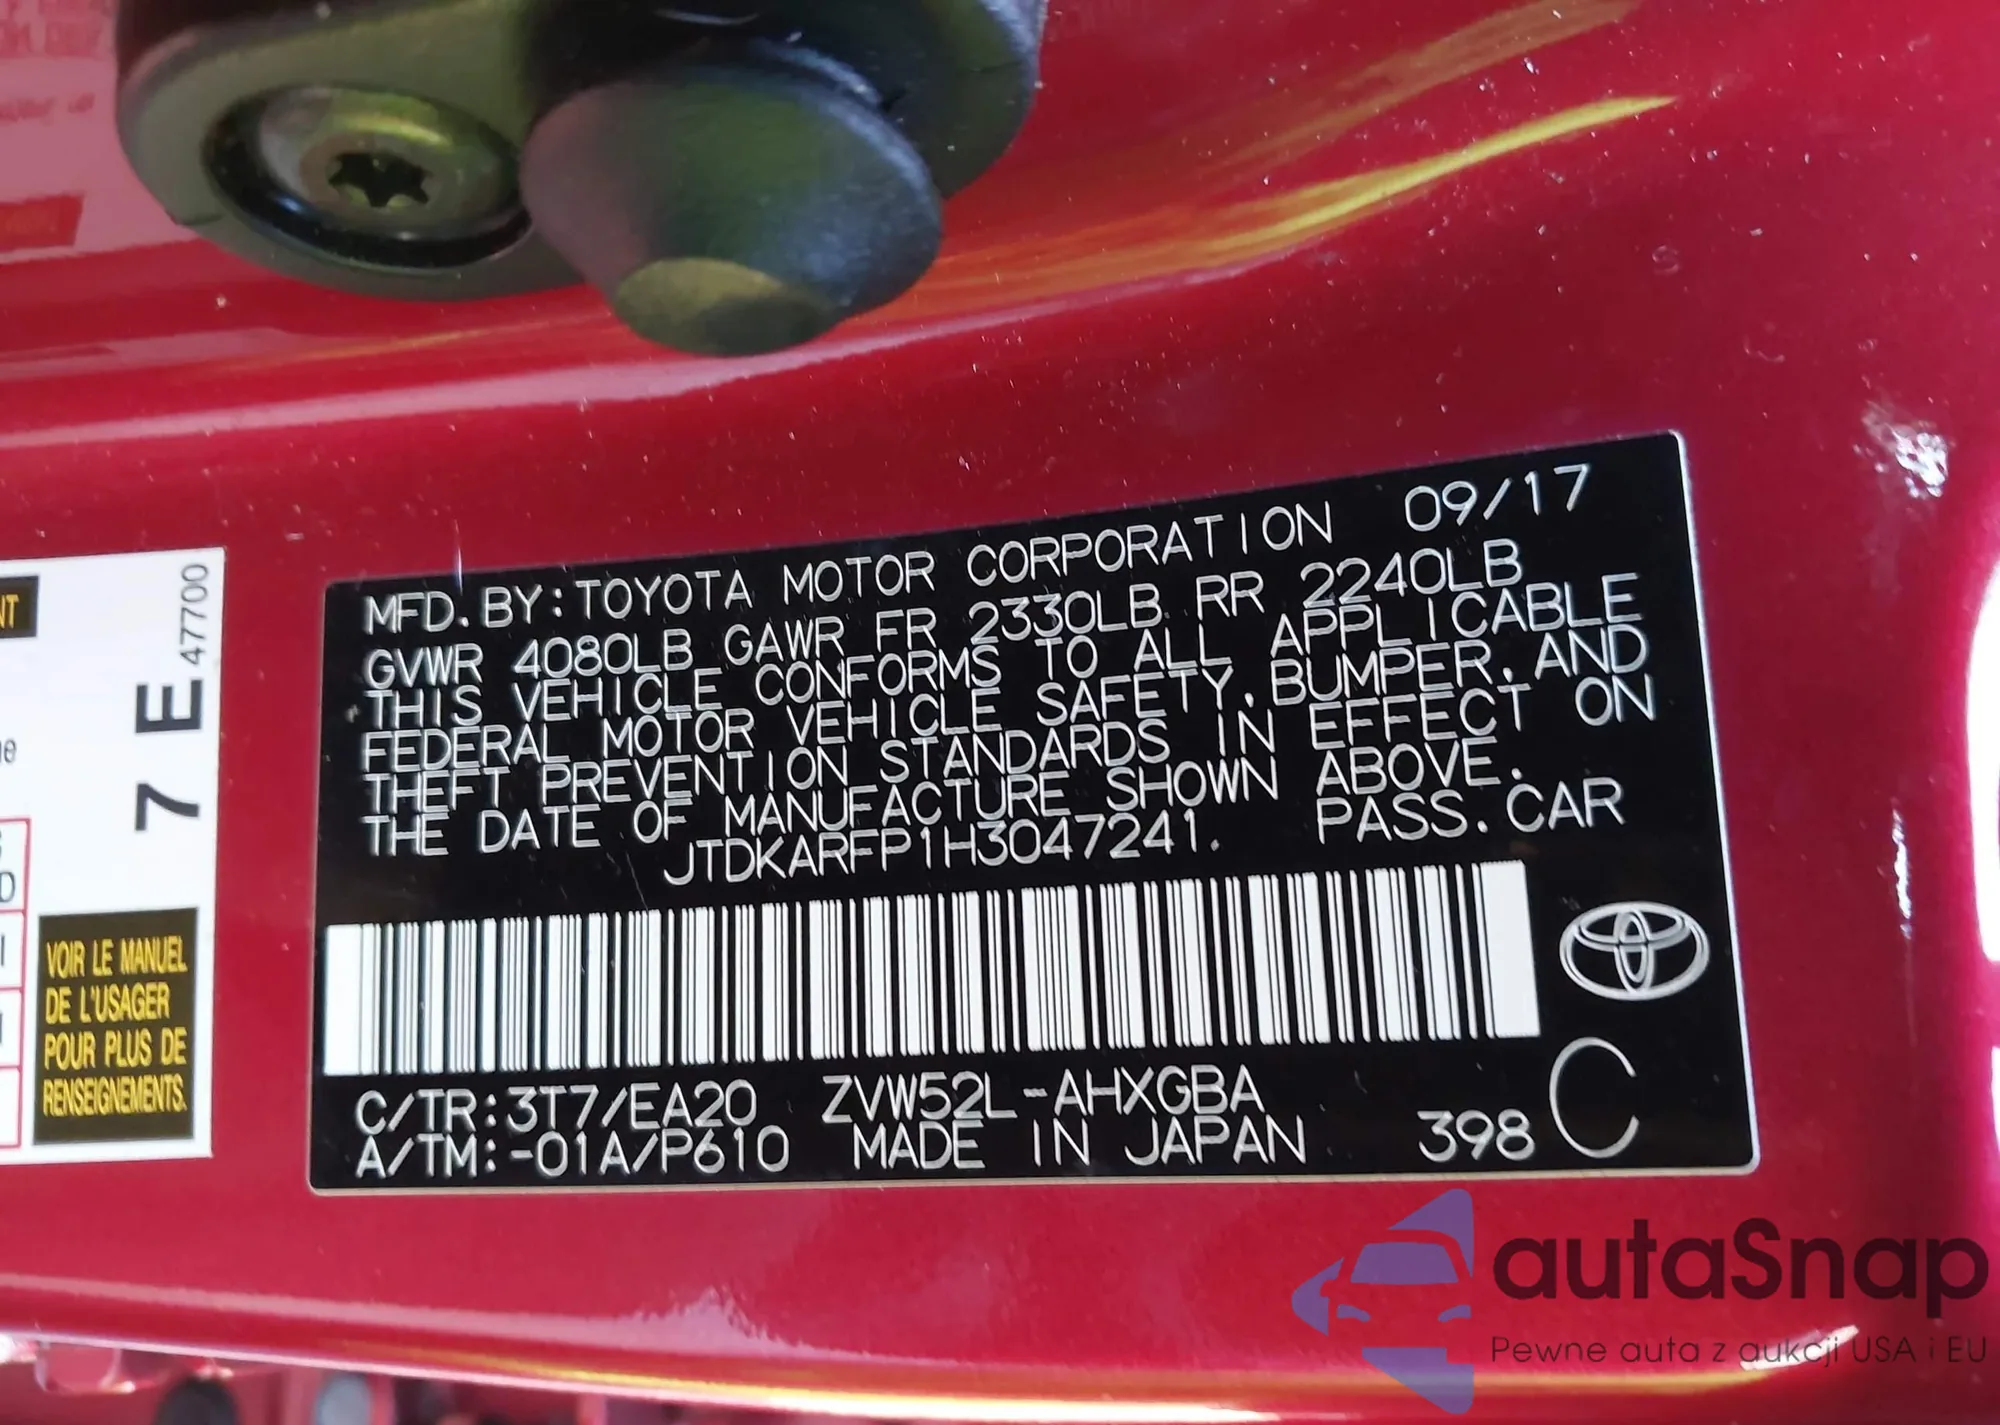 MFD.BY:TOYOTA MOTOR CORPORATION 09/17
GVWR 4080LB GAWR FR 2330LB RR 2240LB
THIS VEHICLE CONFORMS TO ALL APPLICABLE
FEDERAL MOTOR VEHICLE SAFETY,BUMPER,AND
THEFT PREVENTION STANDARDS IN EFFECT ON
THE DATE OF MANUFACTURE SHOWN ABOVE.
JTDKARFP1H3047241. PASS.CAR
C/TR:3T7/EA20 ZVW52L-AHXGBA
A/TM:-01A/P610 MADE IN JAPAN 398 C
7 E 47700
NT
VOIR LE MANUEL
DE L'USAGER
POUR PLUS DE
RENSEIGNEMENTS.
autaSnap
Pewne auta z aukcji USA i EU